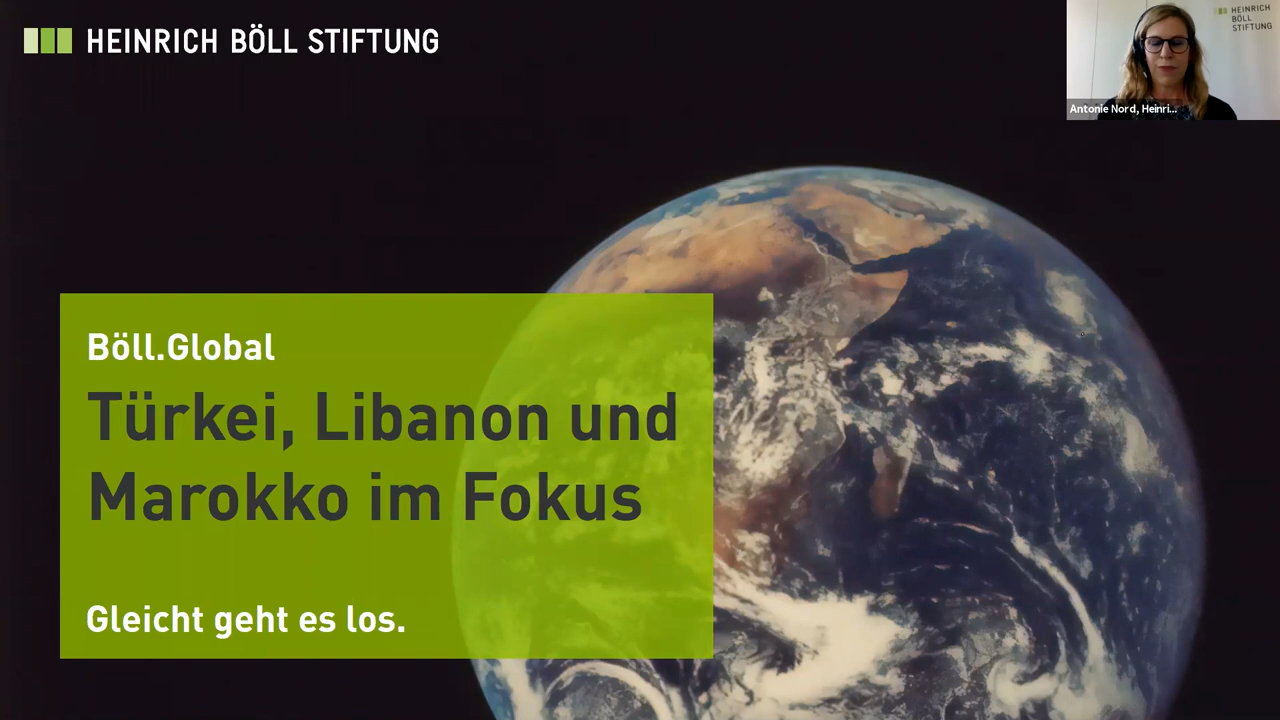 HEINRICH BÖLL STIFTUNG
HEINRICH
BÖLL
STIFTUNG
Antonie Nord, Heinri...
Böll.Global
Türkei, Libanon und
Marokko im Fokus
Gleicht geht es los.